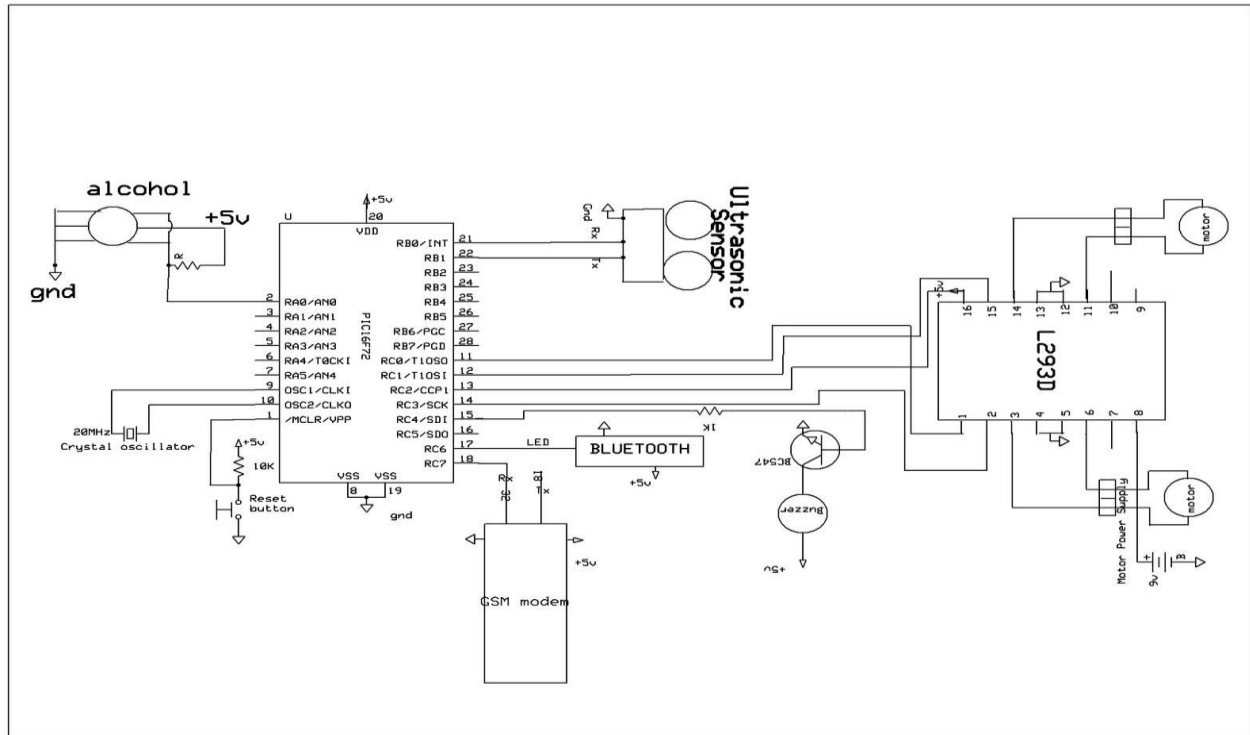 alcohol
+5v
R
gnd
U
+5v
20
VDD
PIC16F72
2 RA0/AN0
3 RA1/AN1
4 RA2/AN2
5 RA3/AN3
6 RA4/T0CKI
7 RA5/AN4
9 OSC1/CLKI
10 OSC2/CLKO
1 /MCLR/VPP
RB0/INT 21
RB1 22
RB2 23
RB3 24
RB4 25
RB5 26
RB6/PGC 27
RB7/PGD 28
RC0/T1OSO 11
RC1/T1OSI 12
RC2/CCP1 13
RC3/SCK 14
RC4/SDI 15
RC5/SDO 16
RC6 17
RC7 18
VSS VSS
8 19
gnd
20MHz
Crystal oscillator
+5v
10K
Reset
button
Gnd Rx Tx
Ultrasonic
Sensor
1K
LED
BLUETOOTH
+5v
BC547
Buzzer
+5v
Rx Tx
+5v
GSM modem
+5v
16 15 14 13 12 11 10 9
L293D
1 2 3 4 5 6 7 8
motor
motor
Motor Power Supply
+
9v
B